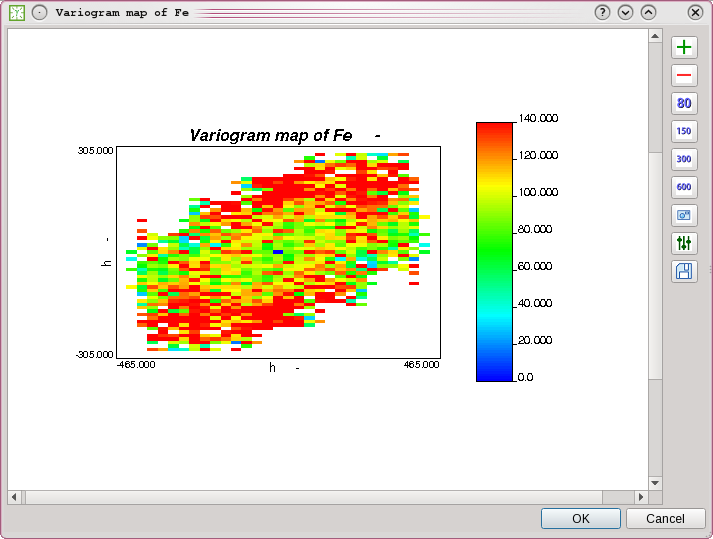 Variogram map of Fe
Variogram map of Fe -
305.000
h -
-305.000
-465.000
h -
465.000
140.000
120.000
100.000
80.000
60.000
40.000
20.000
0.0
80
150
300
600
OK
Cancel